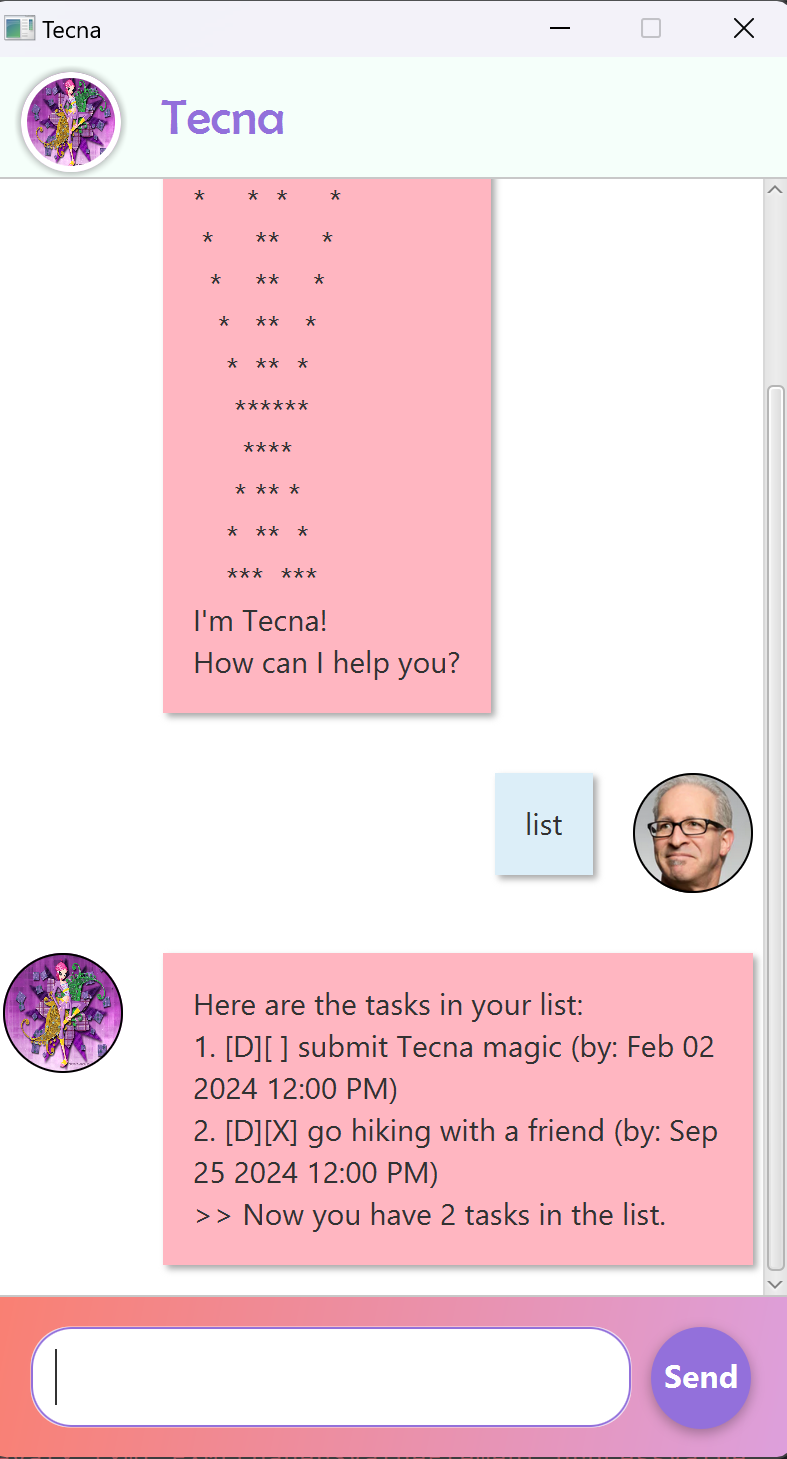 Tecna
Tecna
*      *  *      *
 *      **      *
  *     **     *
   *    **    *
    *   **   *
     ******
      ****
     * ** *
    *  **  *
    ***  ***
I'm Tecna!
How can I help you?
list
Here are the tasks in your list:
1. [D][ ] submit Tecna magic (by: Feb 02
2024 12:00 PM)
2. [D][X] go hiking with a friend (by: Sep
25 2024 12:00 PM)
>> Now you have 2 tasks in the list.
Send